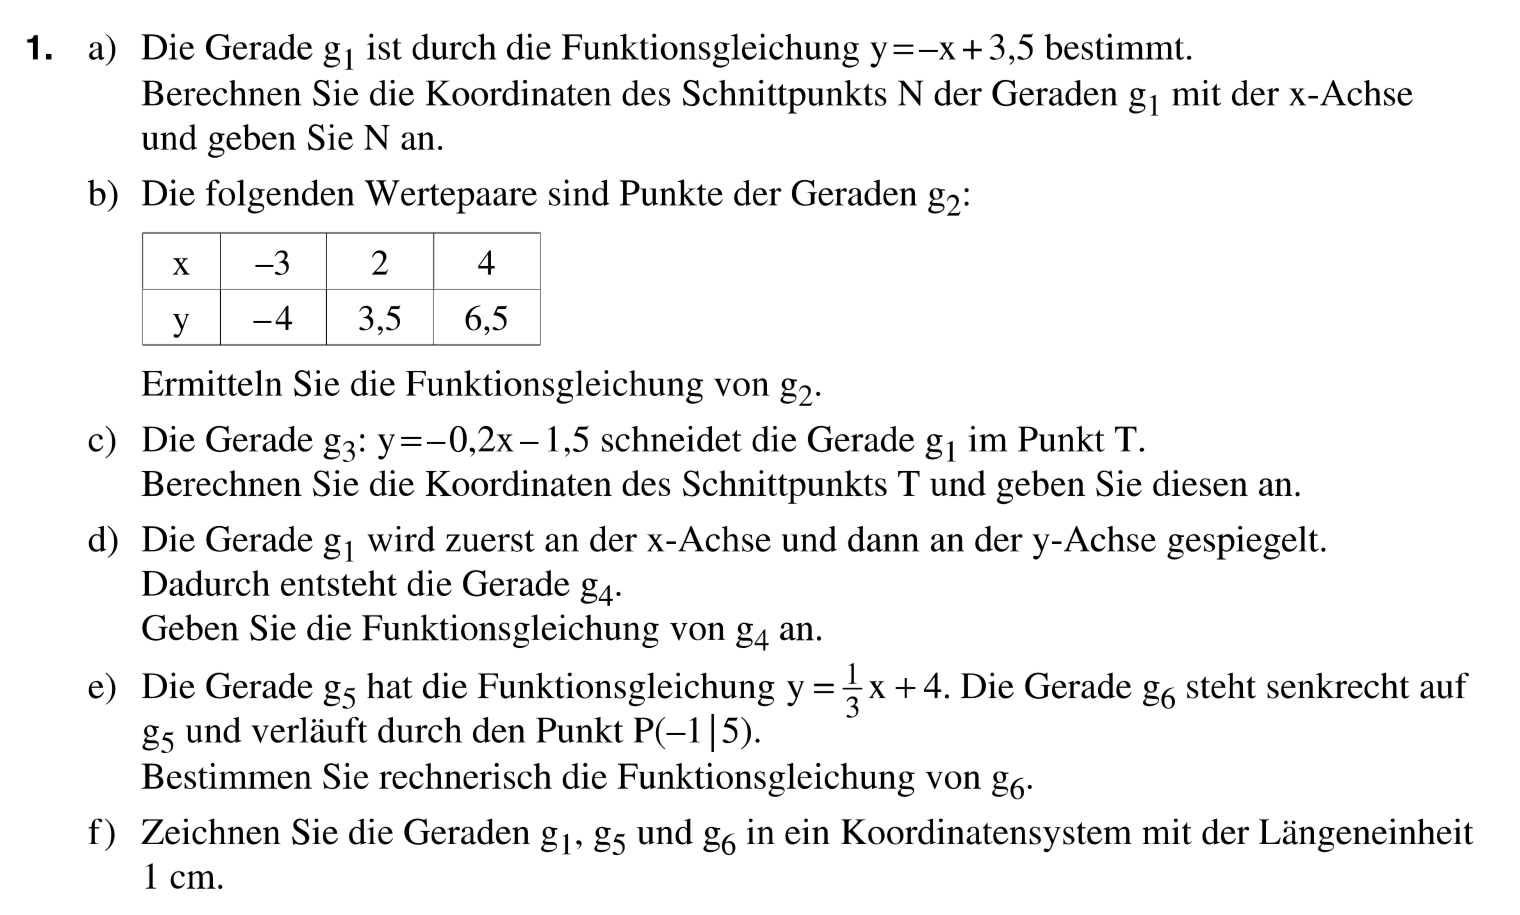 1. a) Die Gerade g₁ ist durch die Funktionsgleichung y=–x+3,5 bestimmt.
Berechnen Sie die Koordinaten des Schnittpunkts N der Geraden g₁ mit der x-Achse
und geben Sie N an.
b) Die folgenden Wertepaare sind Punkte der Geraden g₂:
x –3 2 4
y –4 3,5 6,5
Ermitteln Sie die Funktionsgleichung von g₂.
c) Die Gerade g₃: y=–0,2x–1,5 schneidet die Gerade g₁ im Punkt T.
Berechnen Sie die Koordinaten des Schnittpunkts T und geben Sie diesen an.
d) Die Gerade g₁ wird zuerst an der x-Achse und dann an der y-Achse gespiegelt.
Dadurch entsteht die Gerade g₄.
Geben Sie die Funktionsgleichung von g₄ an.
e) Die Gerade g₅ hat die Funktionsgleichung y = 1/3 x + 4. Die Gerade g₆ steht senkrecht auf
g₅ und verläuft durch den Punkt P(–1|5).
Bestimmen Sie rechnerisch die Funktionsgleichung von g₆.
f) Zeichnen Sie die Geraden g₁, g₅ und g₆ in ein Koordinatensystem mit der Längeneinheit
1 cm.